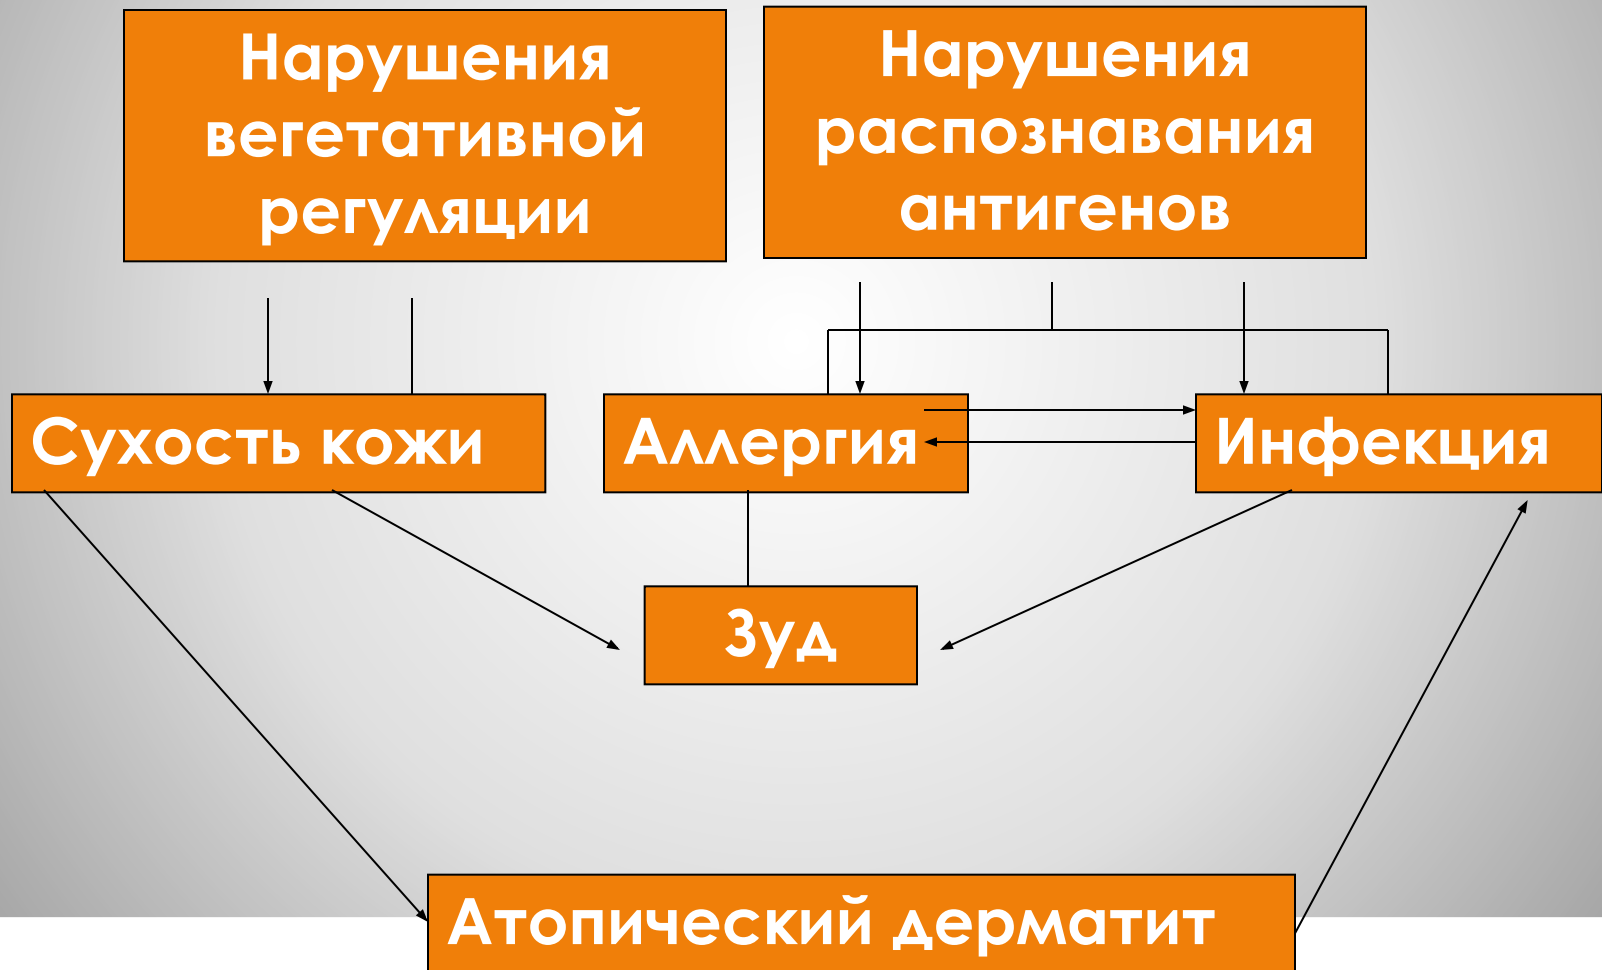 Нарушения
вегетативной
регуляции
Нарушения
распознавания
антигенов
Сухость кожи
Аллергия
Инфекция
Зуд
Атопический дерматит